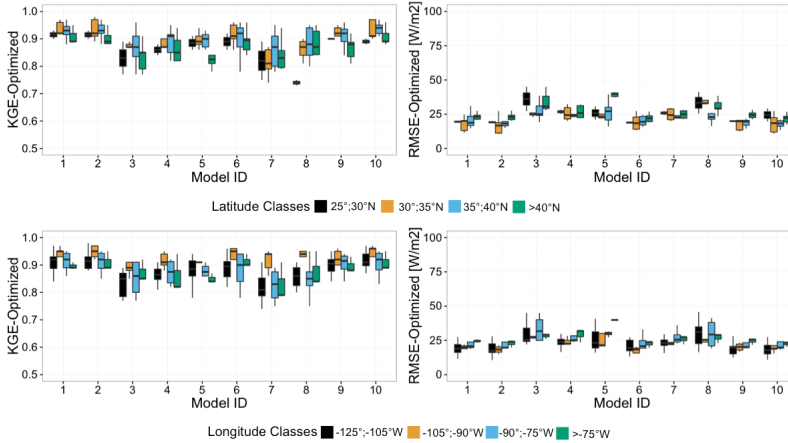 KGE-Optimized
1.0
0.9
0.8
0.7
0.6
0.5
1 2 3 4 5 6 7 8 9 10
Model ID
RMSE-Optimized [W/m2]
100
75
50
25
0
1 2 3 4 5 6 7 8 9 10
Model ID
Latitude Classes 25°;30°N 30°;35°N 35°;40°N >40°N
KGE-Optimized
1.0
0.9
0.8
0.7
0.6
0.5
1 2 3 4 5 6 7 8 9 10
Model ID
RMSE-Optimized [W/m2]
100
75
50
25
0
1 2 3 4 5 6 7 8 9 10
Model ID
Longitude Classes -125°;-105°W -105°;-90°W -90°;-75°W >-75°W